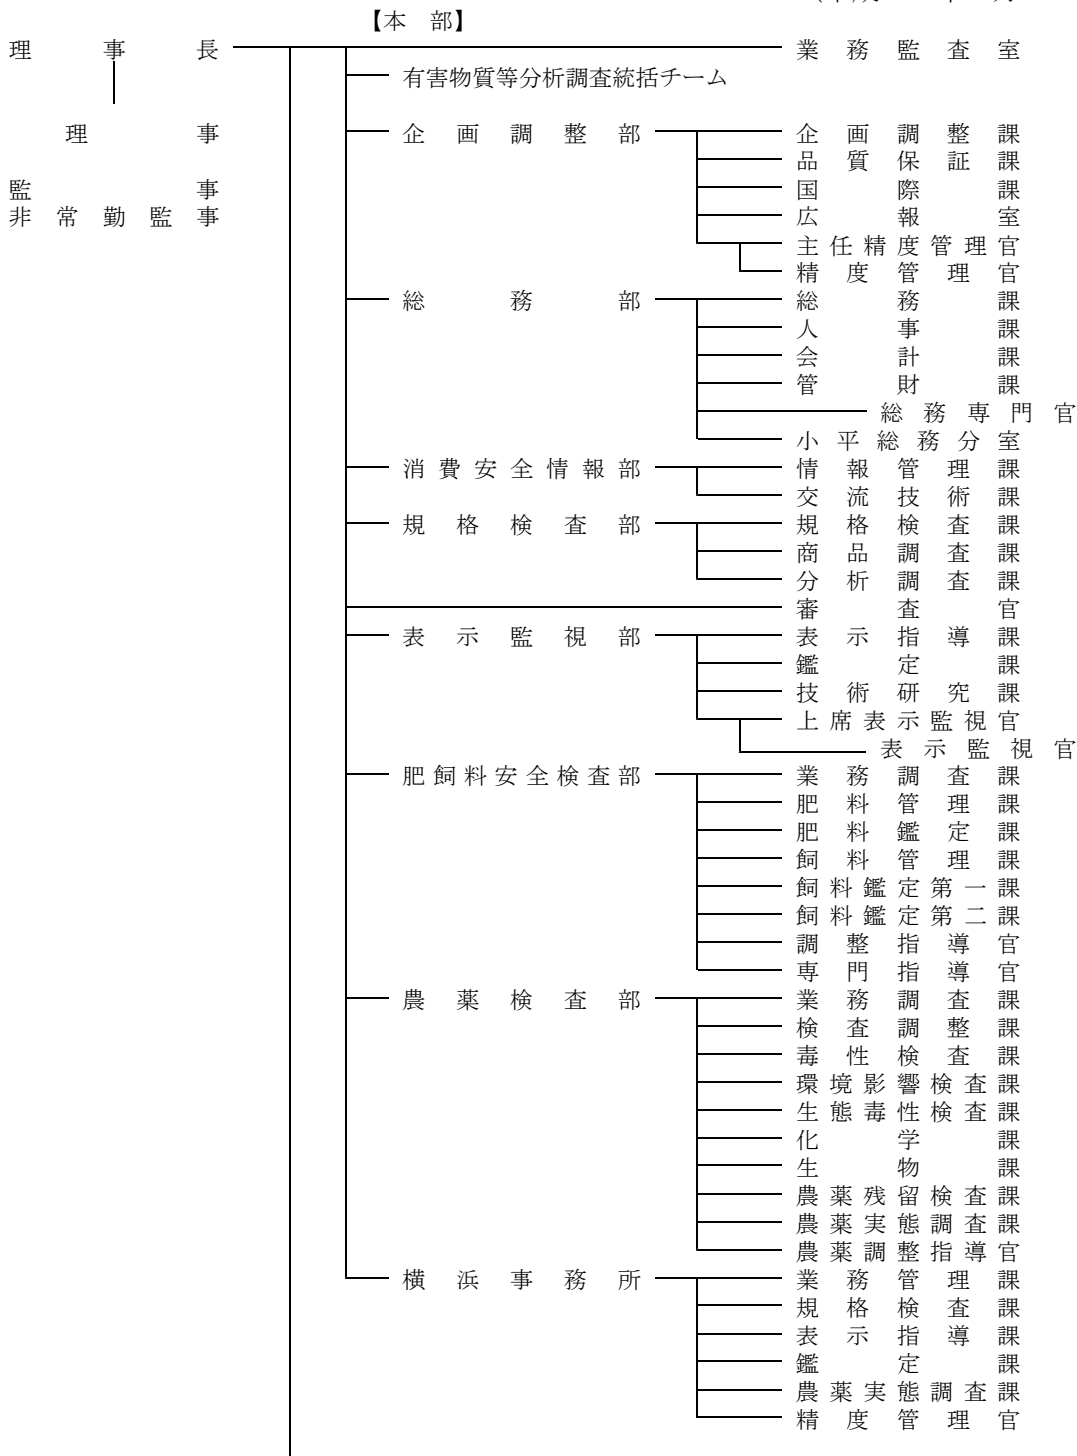 【本部】
理事長 業務監査室
有害物質等分析調査統括チーム
理事 企画調整部 企画調整課
品質保証課
監事 国際課
非常勤監事 広報室
主任精度管理官
精度管理官
総務部 総務課
人事課
会計課
管財課
総務専門官
小平総務分室
消費安全情報部 情報管理課
交流技術課
規格検査部 規格検査課
商品調査課
分析調査課
審査官
表示監視部 表示指導課
鑑定課
技術研究課
上席表示監視官
表示監視官
肥飼料安全検査部 業務調査課
肥料管理課
肥料鑑定課
飼料管理課
飼料鑑定第一課
飼料鑑定第二課
調整指導官
専門指導官
農薬検査部 業務調査課
検査調整課
毒性検査課
環境影響検査課
生態毒性検査課
化学課
生物課
農薬残留検査課
農薬実態調査課
農薬調整指導官
横浜事務所 業務管理課
規格検査課
表示指導課
鑑定課
農薬実態調査課
精度管理官